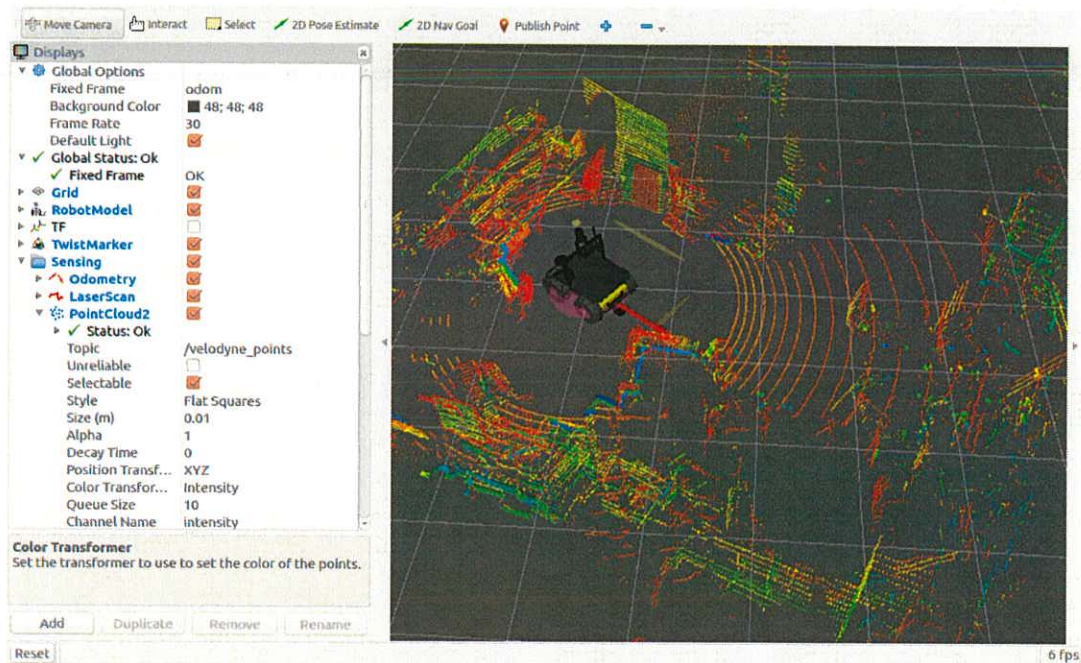 Move Camera Interact Select 2D Pose Estimate 2D Nav Goal Publish Point
Displays
Global Options
Fixed Frame odom
Background Color 48; 48; 48
Frame Rate 30
Default Light
Global Status: Ok
Fixed Frame OK
Grid
RobotModel
TF
TwistMarker
Sensing
Odometry
LaserScan
PointCloud2
Status: Ok
Topic /velodyne_points
Unreliable
Selectable
Style Flat Squares
Size (m) 0.01
Alpha 1
Decay Time 0
Position Transf... XYZ
Color Transfor... Intensity
Queue Size 10
Channel Name intensity
Color Transformer
Set the transformer to use to set the color of the points.
Add Duplicate Remove Rename
Reset 6 fps